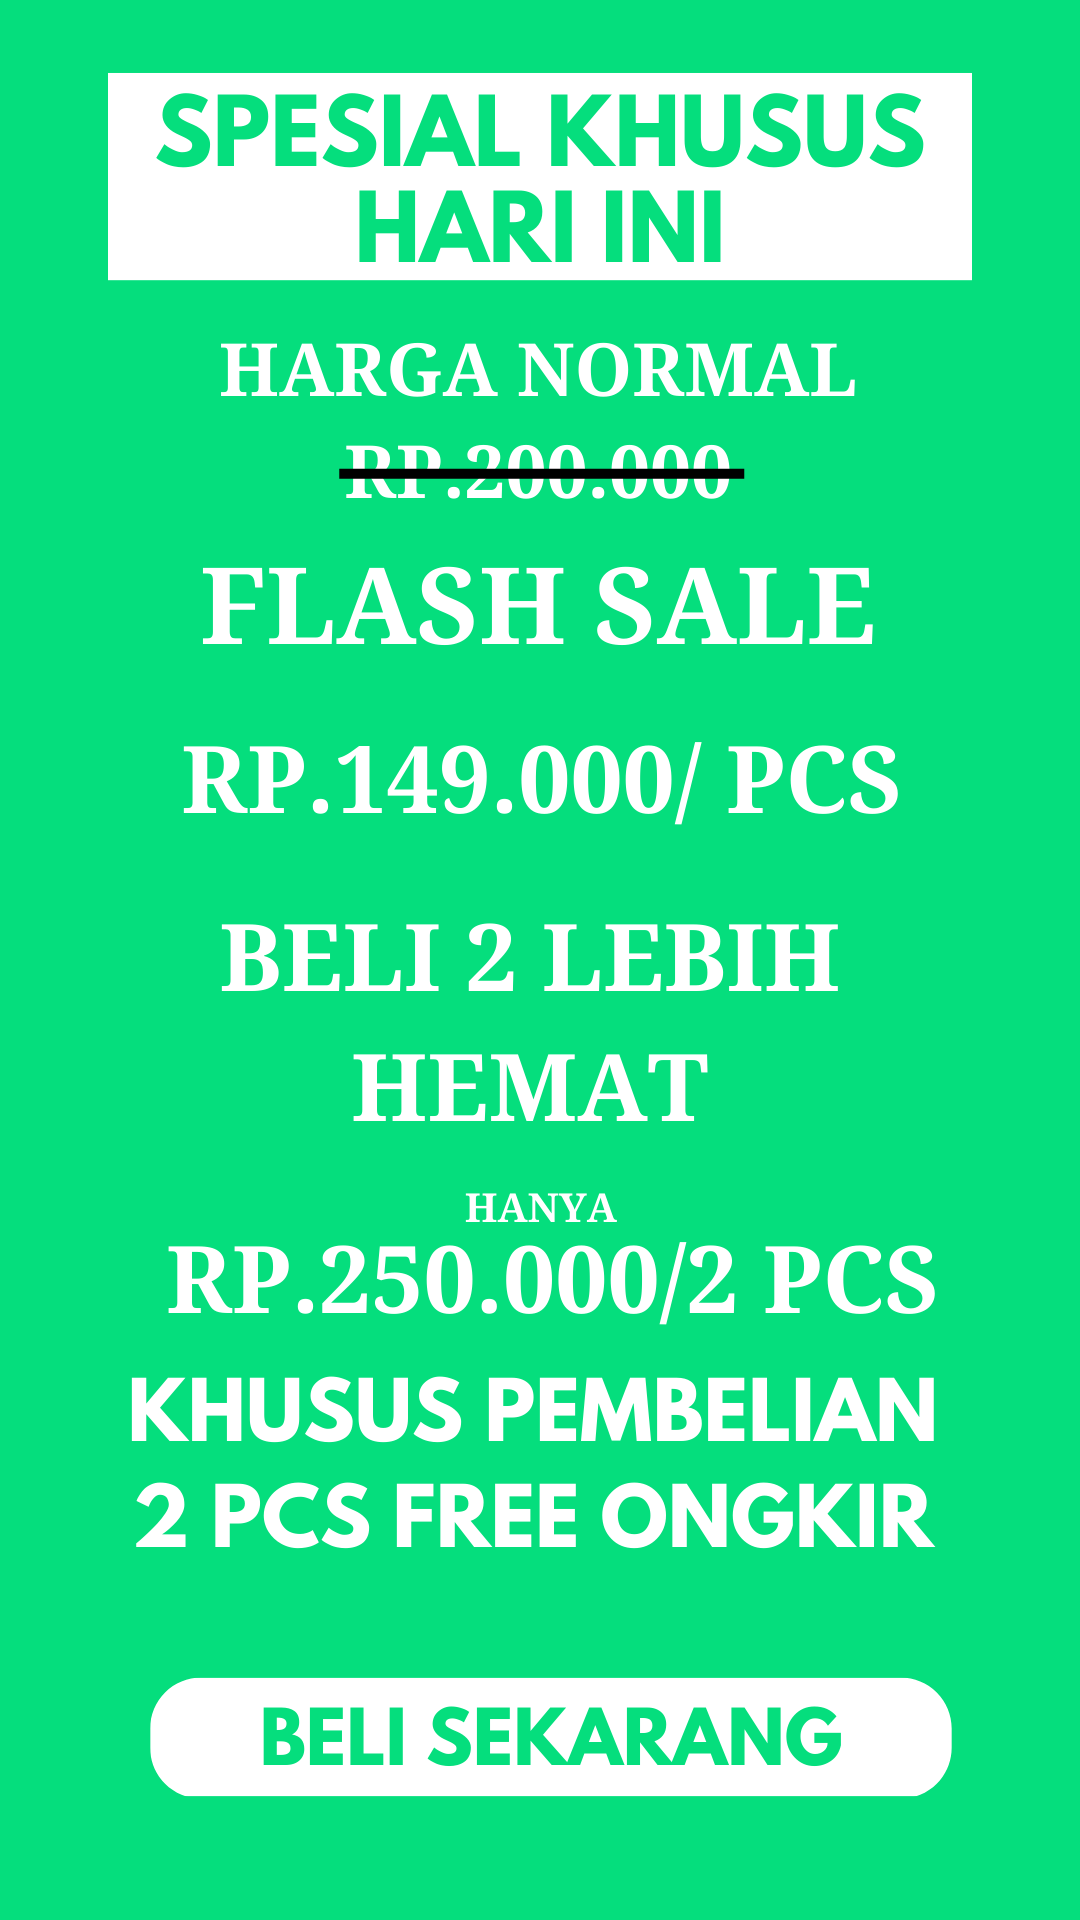 SPESIAL KHUSUS
HARI INI
HARGA NORMAL
RP.200.000
FLASH SALE
RP.149.000/ PCS
BELI 2 LEBIH
HEMAT
HANYA
RP.250.000/2 PCS
KHUSUS PEMBELIAN
2 PCS FREE ONGKIR
BELI SEKARANG